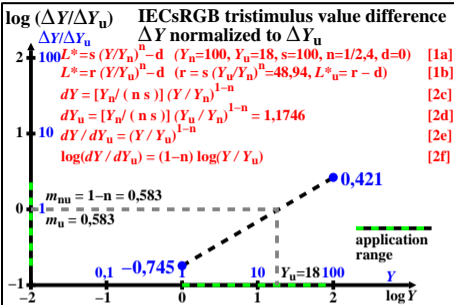 log (ΔY/ΔYu) IECsRGB tristimulus value difference
ΔY/ΔYu ΔY normalized to ΔYu
2 100 L*=s (Y/Yn)^n–d (Yn=100, Yu=18, s=100, n=1/2,4, d=0) [1a]
L*=r (Y/Yn)^n–d (r = s (Yu/Yn)^n=48,94, L*u= r – d) [1b]
dY = [Yn/ ( n s )] (Y / Yn)^1–n [2c]
dYu = [Yn/ ( n s )] (Yu / Yn)^1–n = 1,1746 [2d]
1 10 dY / dYu = (Y / Yu)^1–n [2e]
log(dY / dYu) = (1–n) log(Y / Yu) [2f]
0,421
mnu = 1–n = 0,583
0 1
mu = 0,583
application
range
–0,745
0,1 1 10 Yu=18 100 Y
–1
–2 –1 0 1 2 log Y